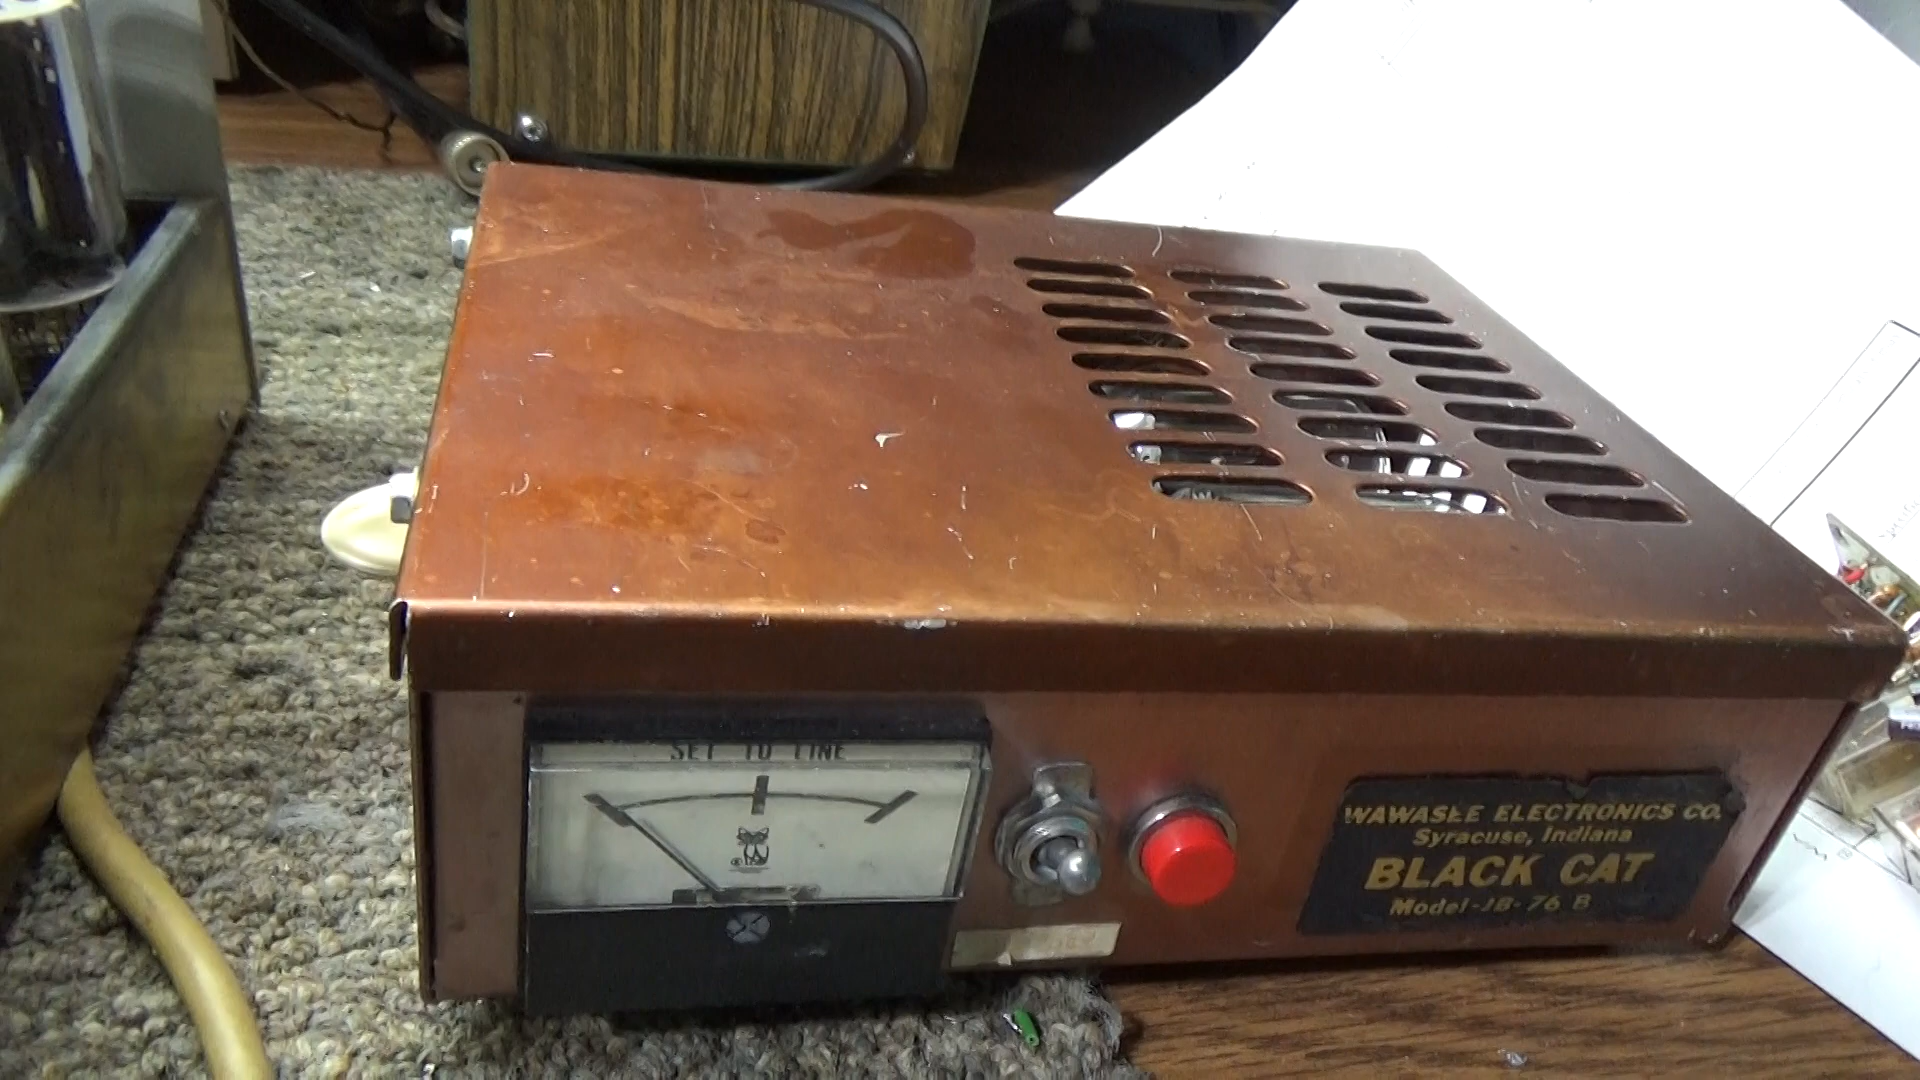 SET TO LINE
®
WAWASEE ELECTRONICS CO.
Syracuse, Indiana
BLACK CAT
Model-JB-76 B